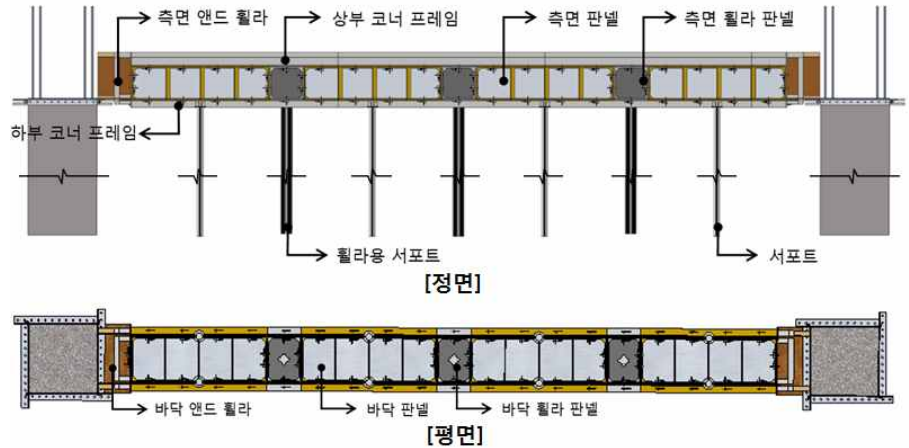 측면 앤드 휠라
상부 코너 프레임
측면 판넬
측면 휠라 판넬
하부 코너 프레임
휠라용 서포트
서포트
[정면]
바닥 앤드 휠라
바닥 판넬
바닥 휠라 판넬
[평면]